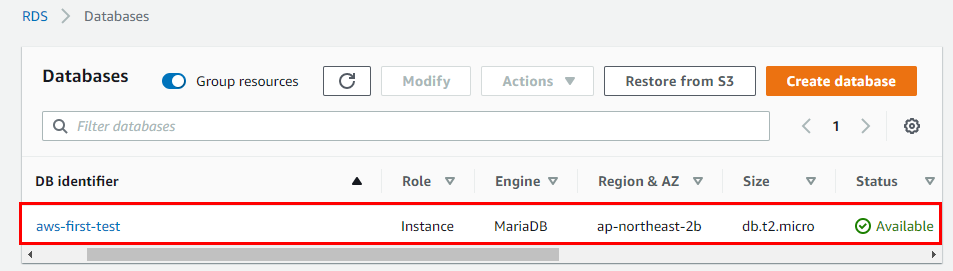 RDS Databases
Databases Group resources Modify Actions Restore from S3 Create database
Filter databases 1
DB identifier Role Engine Region & AZ Size Status
aws-first-test Instance MariaDB ap-northeast-2b db.t2.micro Available